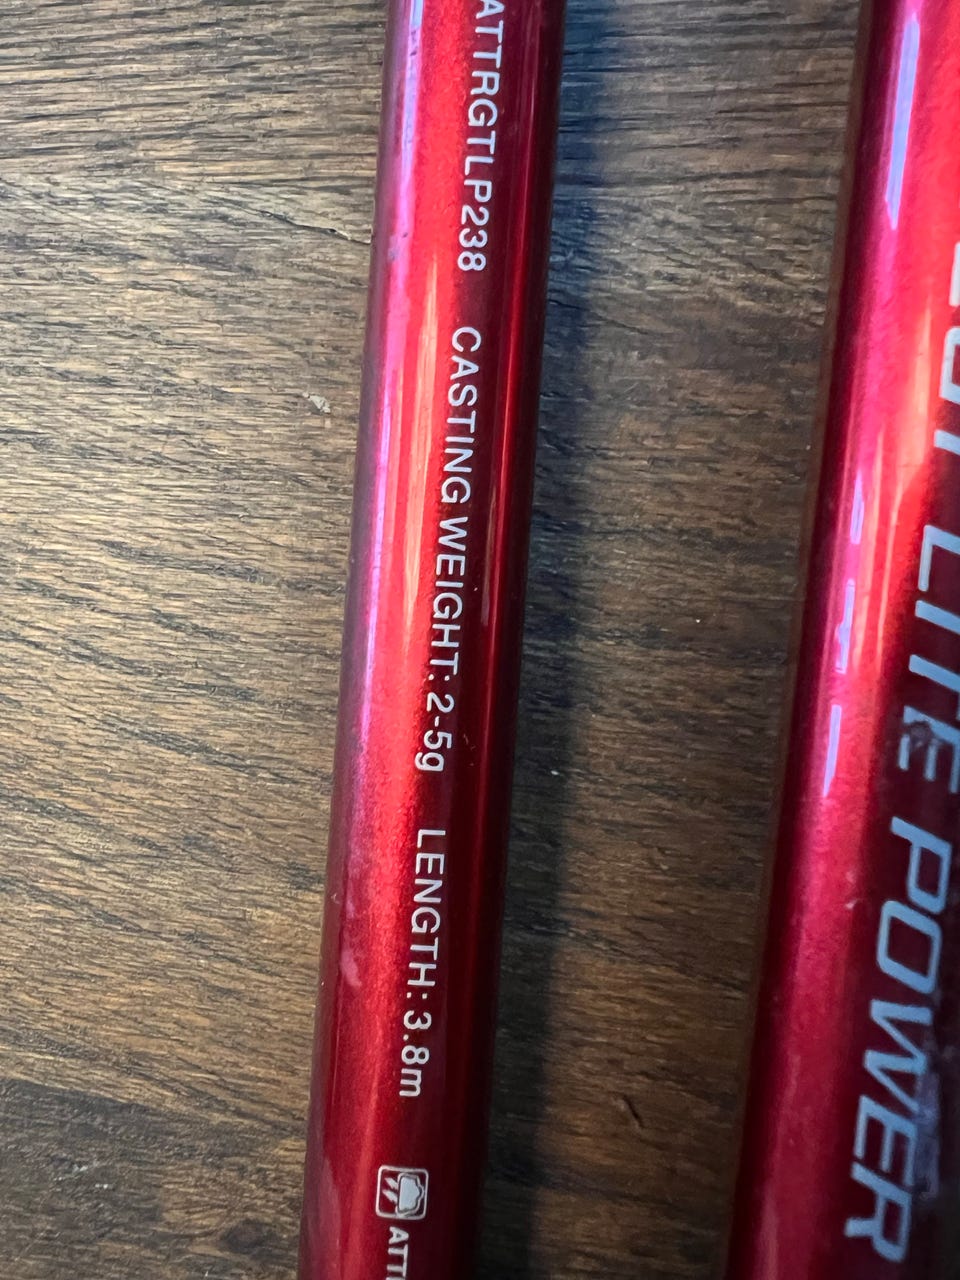 ATTRGTLP238 CASTING WEIGHT: 2-5g LENGTH: 3.8m
LITE POWER